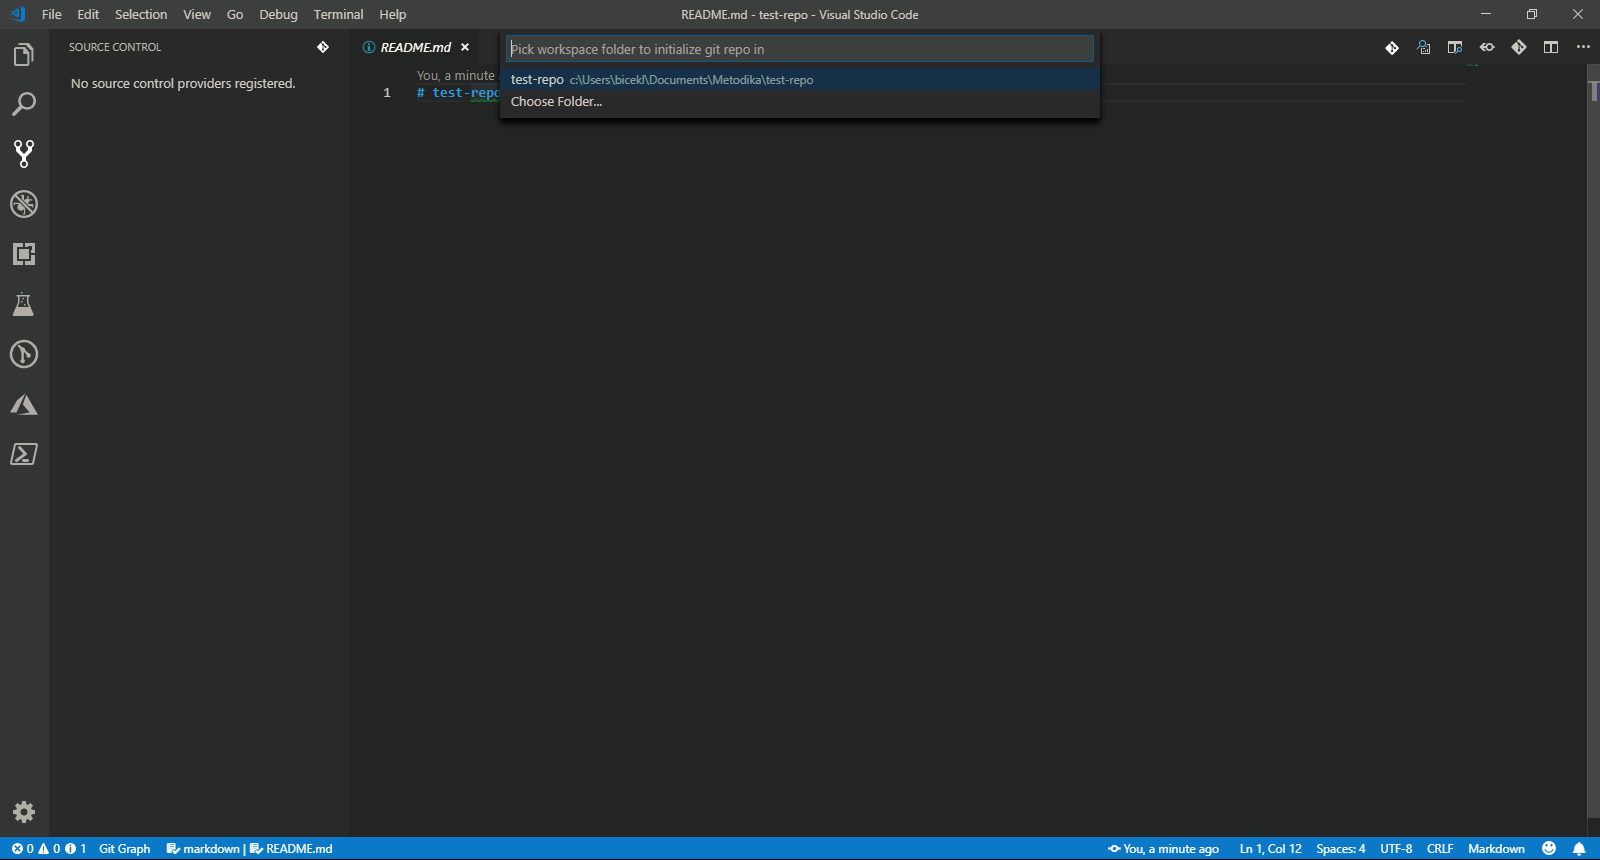 File Edit Selection View Go Debug Terminal Help README.md - test-repo - Visual Studio Code
SOURCE CONTROL
README.md
Pick workspace folder to initialize git repo in
test-repo c:\Users\bicekl\Documents\Metodika\test-repo
Choose Folder...
No source control providers registered.
You, a minute
1 # test-repo
0 0 1 Git Graph markdown | README.md You, a minute ago Ln 1, Col 12 Spaces: 4 UTF-8 CRLF Markdown